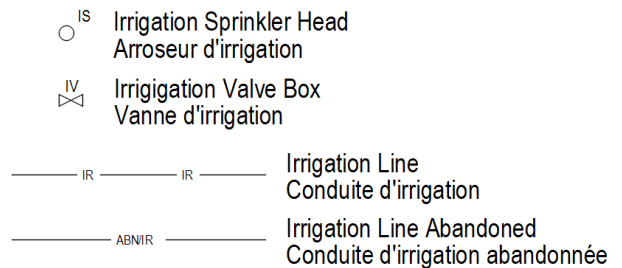 IS Irrigation Sprinkler Head
Arroseur d'irrigation
IV Irrigigation Valve Box
Vanne d'irrigation
IR IR Irrigation Line
Conduite d'irrigation
ABN/IR Irrigation Line Abandoned
Conduite d'irrigation abandonnée